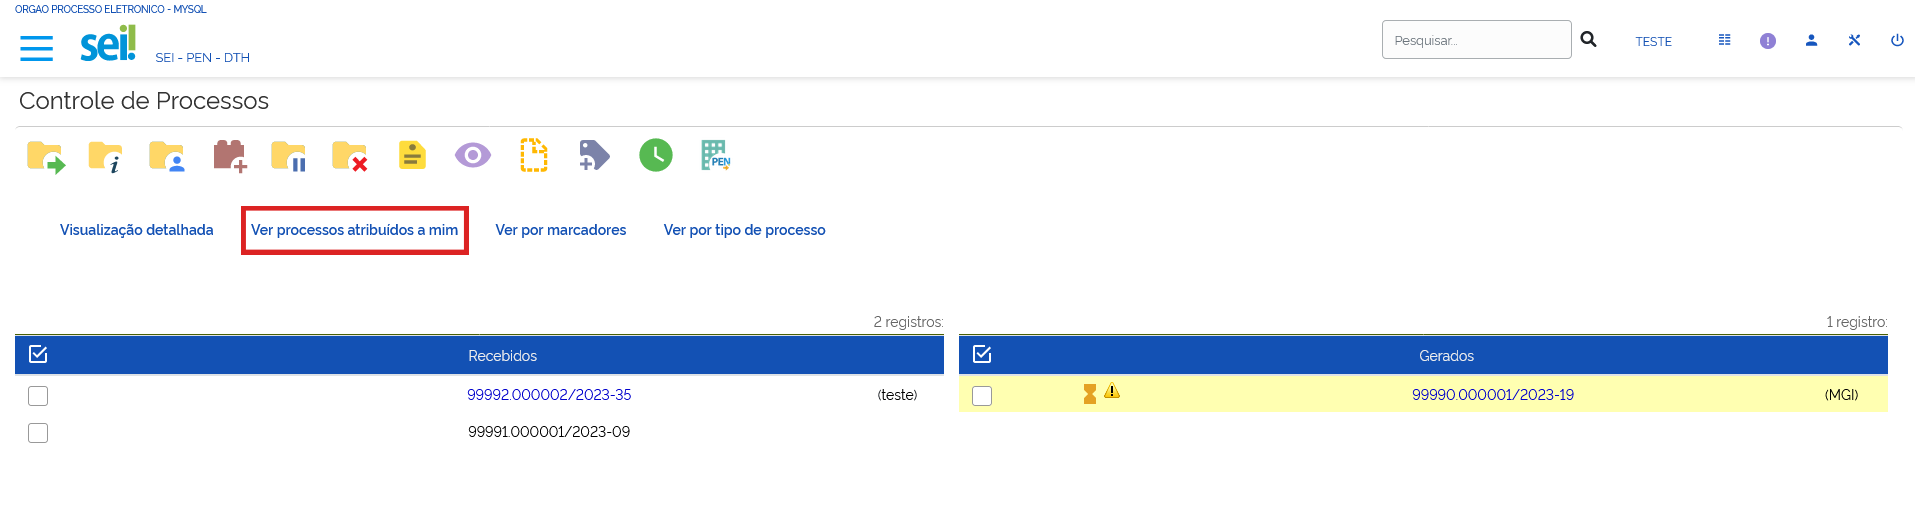 ORGAO PROCESSO ELETRONICO - MYSQL
sei!
SEI - PEN - DTH
Pesquisar...
TESTE
Controle de Processos
PEN
Visualização detalhada Ver processos atribuídos a mim Ver por marcadores Ver por tipo de processo
2 registros:
Recebidos
99992.000002/2023-35 (teste)
99991.000001/2023-09
1 registro:
Gerados
99990.000001/2023-19 (MGI)